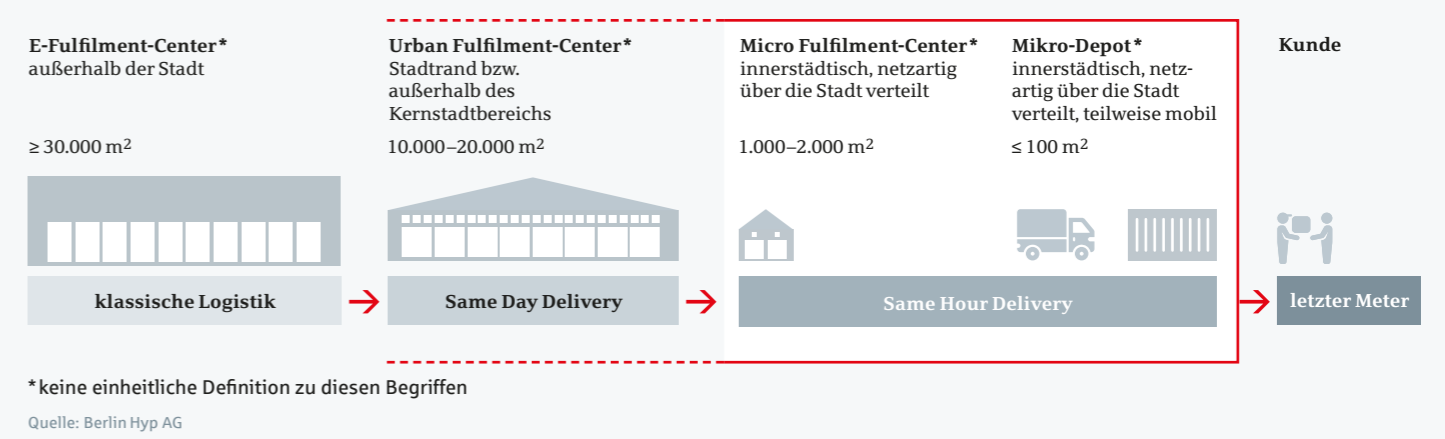 E-Fulfilment-Center*
außerhalb der Stadt
≥ 30.000 m²
klassische Logistik
Urban Fulfilment-Center*
Stadtrand bzw.
außerhalb des
Kernstadtbereichs
10.000–20.000 m²
Same Day Delivery
Micro Fulfilment-Center*
innerstädtisch, netzartig
über die Stadt verteilt
1.000–2.000 m²
Mikro-Depot*
innerstädtisch, netz-
artig über die Stadt
verteilt, teilweise mobil
≤ 100 m²
Same Hour Delivery
Kunde
letzter Meter
*keine einheitliche Definition zu diesen Begriffen
Quelle: Berlin Hyp AG